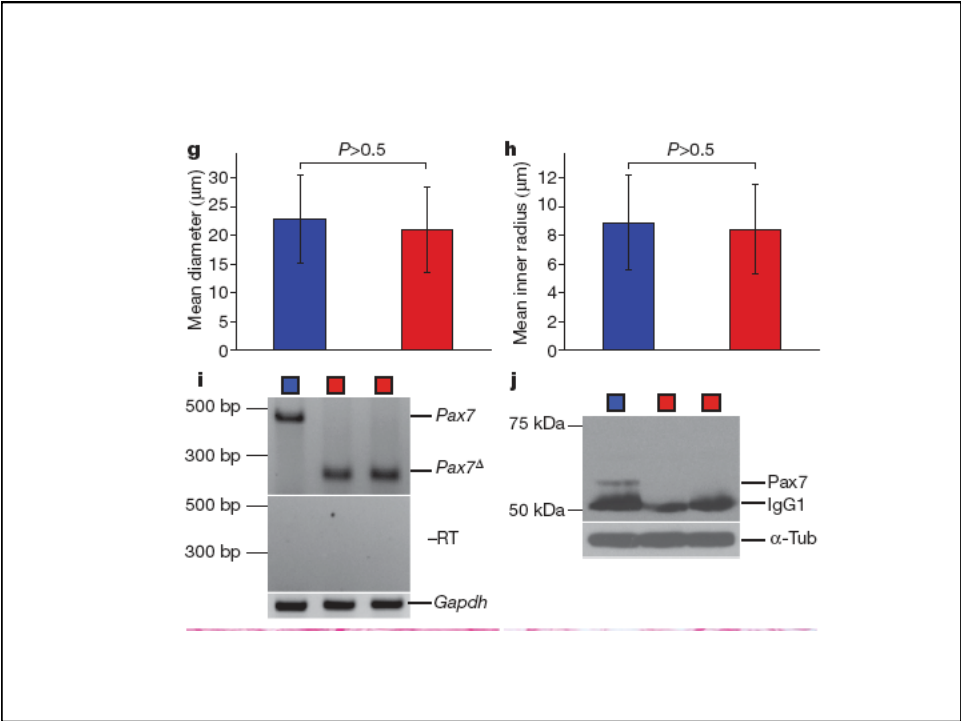 g
P>0.5
Mean diameter (μm)
30
25
20
15
10
5
0
h
P>0.5
Mean inner radius (μm)
12
10
8
6
4
2
0
i
500 bp
300 bp
Pax7
Pax7Δ
500 bp
300 bp
–RT
Gapdh
j
75 kDa
50 kDa
Pax7
IgG1
α-Tub